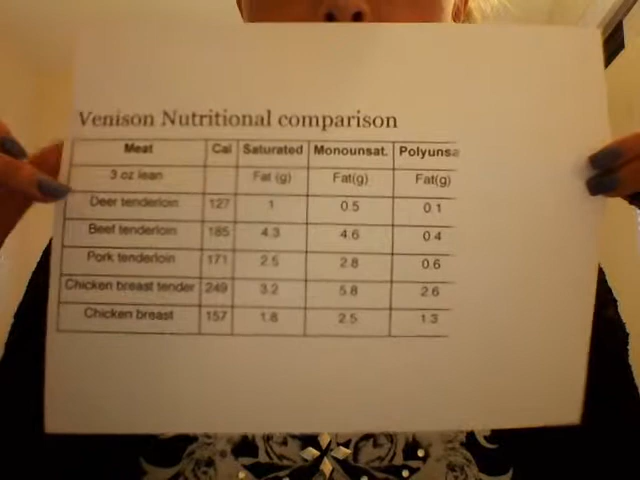 Venison Nutritional comparison
Meat Cal Saturated Monounsat. Polyunsa
3 oz lean Fat (g) Fat(g) Fat(g)
Deer tenderloin 127 1 0.5 0.1
Beef tenderloin 185 4.3 4.6 0.4
Pork tenderloin 171 2.5 2.8 0.6
Chicken breast tender 249 3.2 5.8 2.6
Chicken breast 157 1.8 2.5 1.3